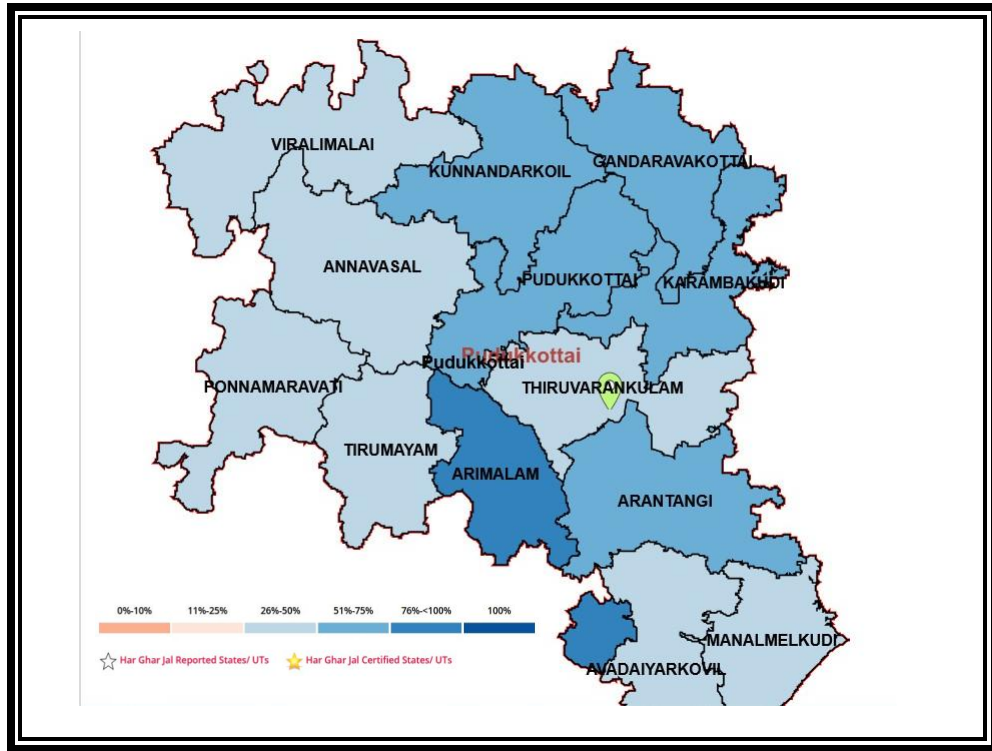 VIRALIMALAI
GANDARAVAKOTTAI
KUNNANDARKOIL
ANNAVASAL
PUDUKKOTTAI
KARAMBAKUDI
Pudukkottai
Pudukkottai
PONNAMARAVATI
THIRUVARANKULAM
TIRUMAYAM
ARIMALAM
ARANTANGI
0%-10% 11%-25% 26%-50% 51%-75% 76%-<100% 100%
Har Ghar Jal Reported States/ UTs Har Ghar Jal Certified States/ UTs
MANALMELKUDI
AVADAIYARKOVIL